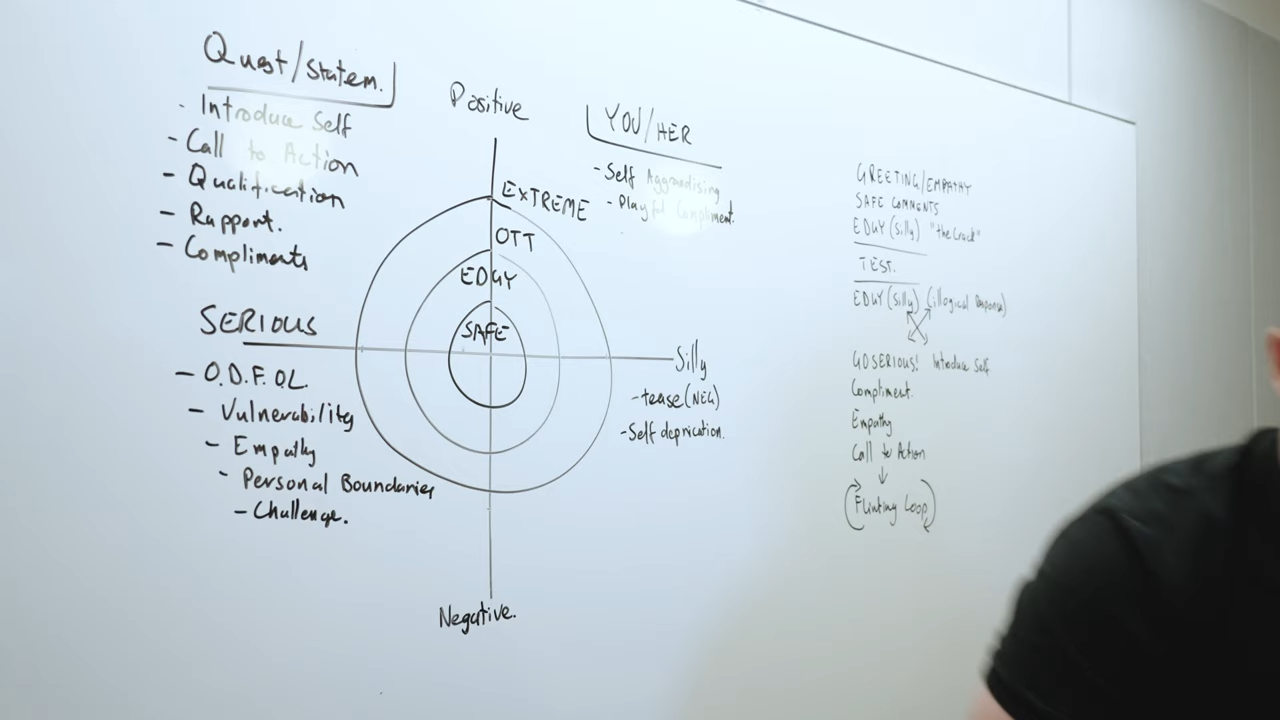 Quest/Statem.
- Introduce Self
- Call to Action
- Qualification
- Rapport.
- Compliments
Positive
YOU/HER
- Self Aggrandising
- Playful Compliment.
EXTREME
OTT
EDGY
SAFE
SERIOUS
- O.D.F.OL.
- Vulnerability
- Empathy
- Personal Boundaries
- Challenge.
Silly
- tease (NEG)
- Self deprication.
Negative.
GREETING/EMPATHY
SAFE COMMENTS
EDGY (silly) "the Crack"
TEST.
EDGY (silly) (illogical Response)
GO SERIOUS! Introduce Self
Compliment.
Empathy
Call to Action
Flirting Loop